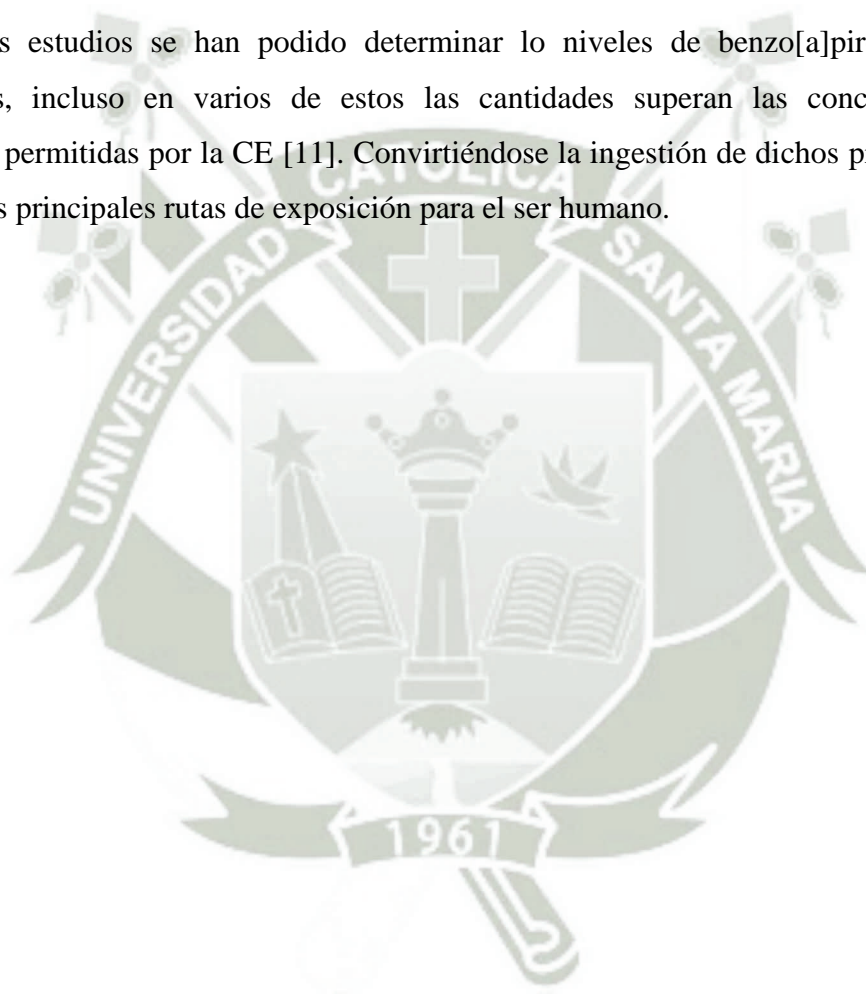 s estudios se han podido determinar lo niveles de benzo[a]pir
s, incluso en varios de estos las cantidades superan las conc
permitidas por la CE [11]. Convirtiéndose la ingestión de dichos p
s principales rutas de exposición para el ser humano.
UNIVERSIDAD CATOLICA SANTA MARIA
1961